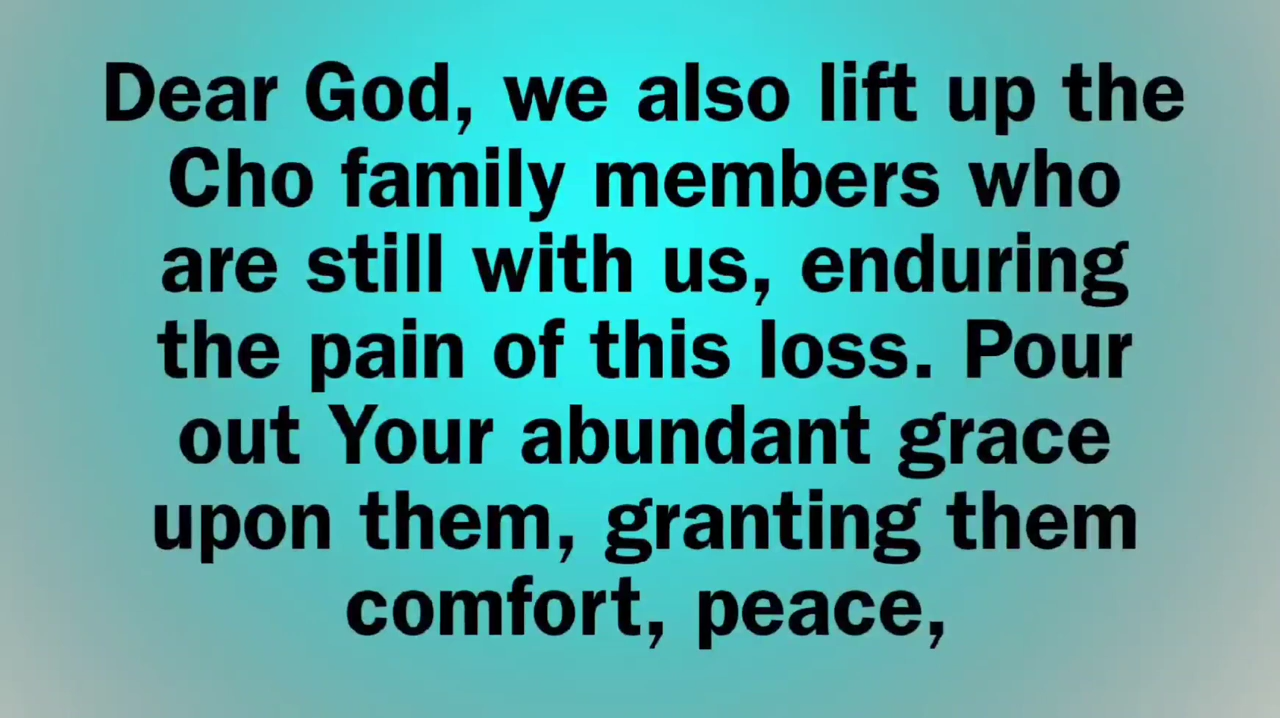 Dear God, we also lift up the
Cho family members who
are still with us, enduring
the pain of this loss. Pour
out Your abundant grace
upon them, granting them
comfort, peace,